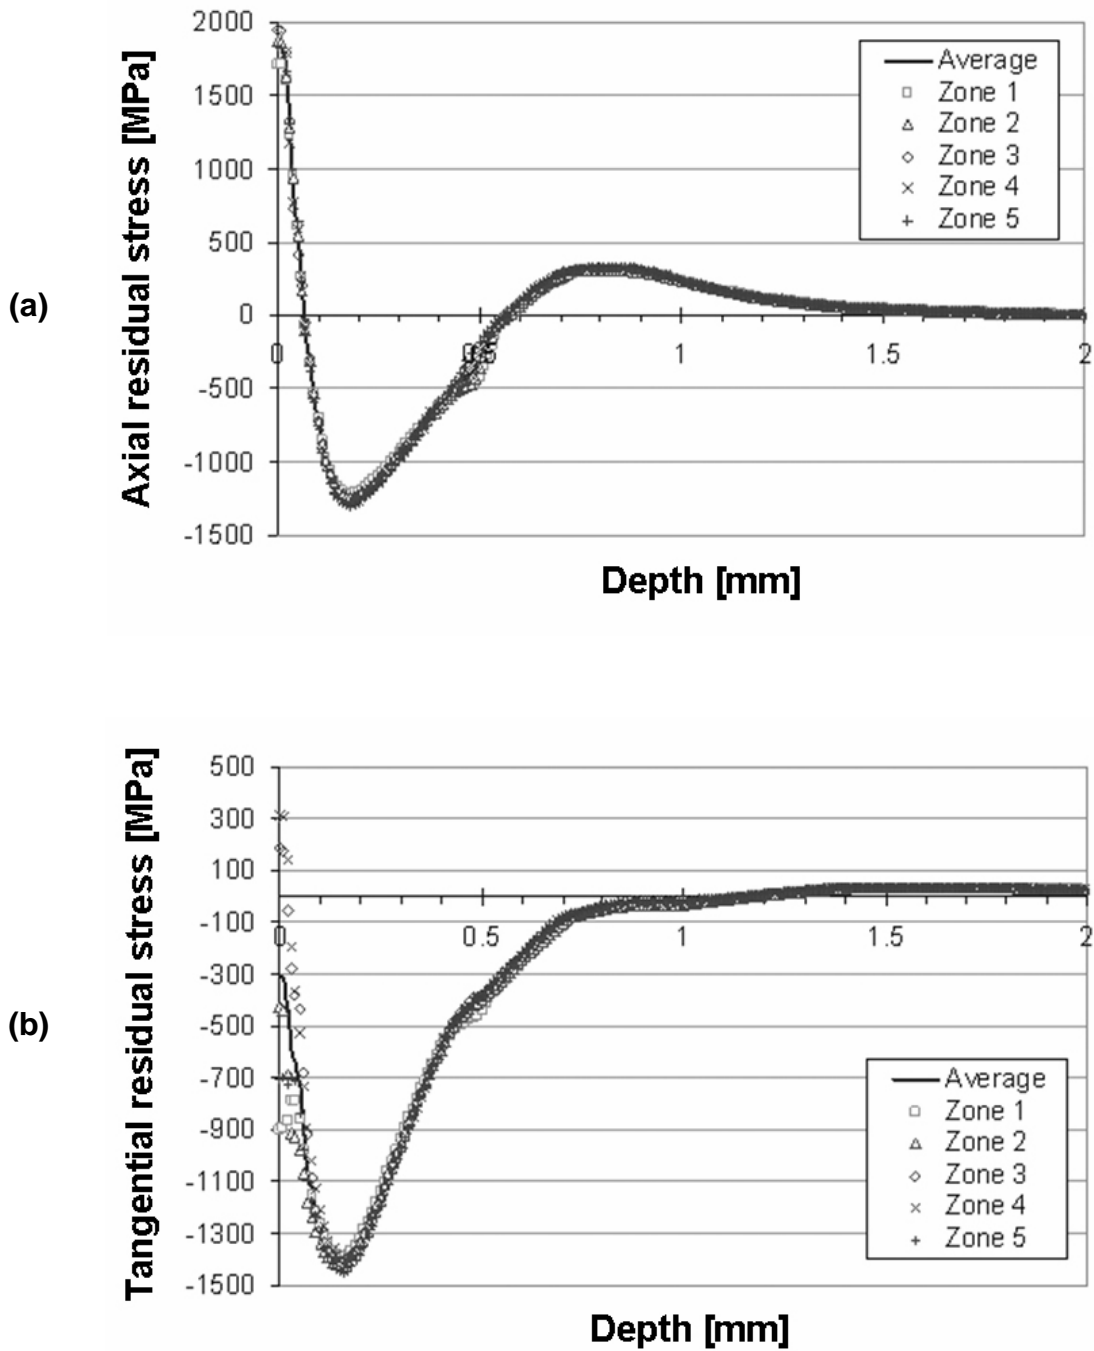 (a)
Axial residual stress [MPa]
2000
1500
1000
500
0
-500
-1000
-1500
0
0.5
1
1.5
2
Average
Zone 1
Zone 2
Zone 3
Zone 4
Zone 5
Depth [mm]
(b)
Tangential residual stress [MPa]
500
300
100
-100
-300
-500
-700
-900
-1100
-1300
-1500
0
0.5
1
1.5
2
Average
Zone 1
Zone 2
Zone 3
Zone 4
Zone 5
Depth [mm]